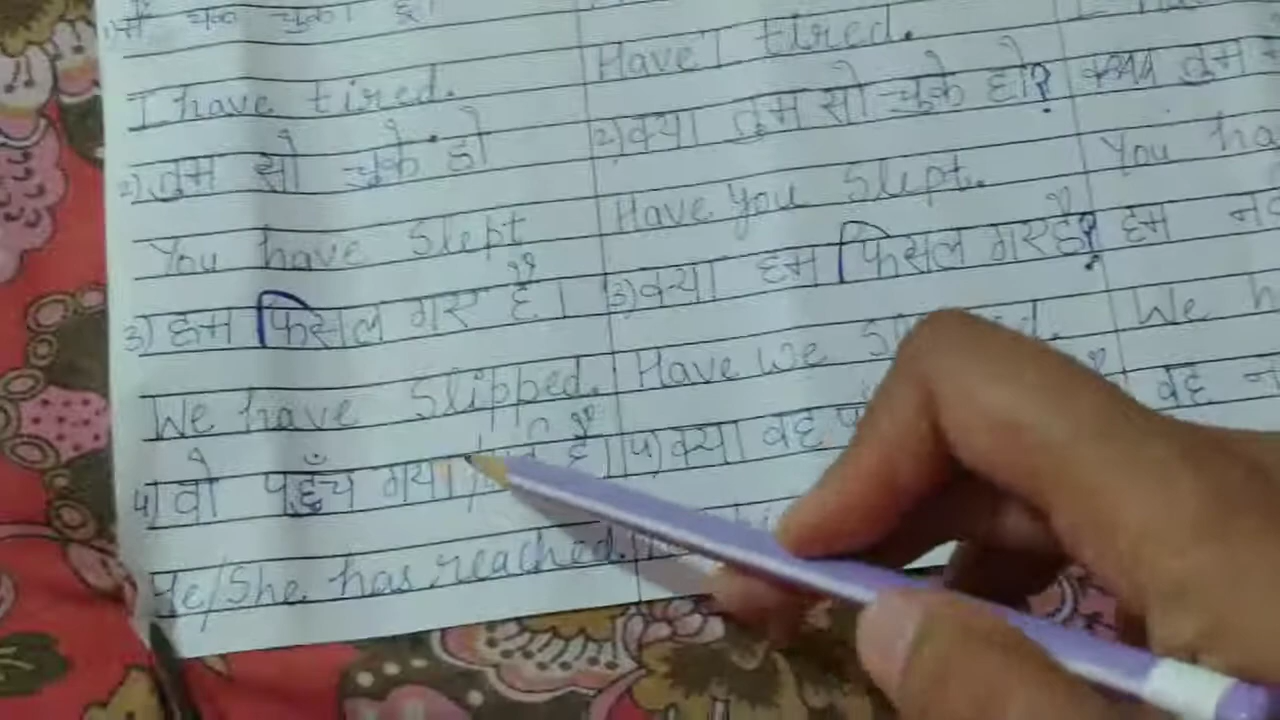 चुका हूँ।
I have tired.
2) तुम सो चुके हो
You have Slept
3) हम फिसल गए हैं।
We have Slipped.
4) वो पहुँच गया/ है।
He/She has reached.
Have I tired.
2) क्या तुम सो चुके हो?
Have you Slept.
3) क्या हम फिसल गए हैं?
Have we
4) क्या वह
तुम
You
हम
We
वह